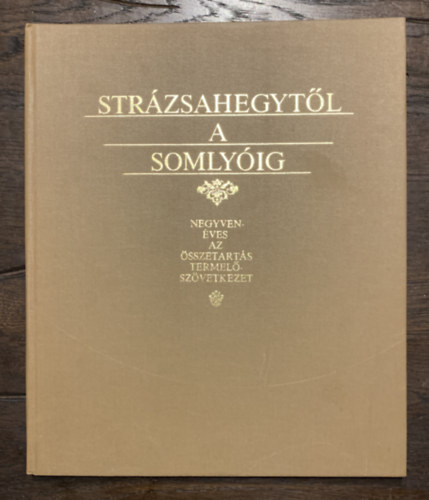 STRÁZSAHEGYTŐL
A
SOMLYÓIG
NEGYVEN-
ÉVES
AZ
ÖSSZETARTÁS
TERMELŐ-
SZÖVETKEZET